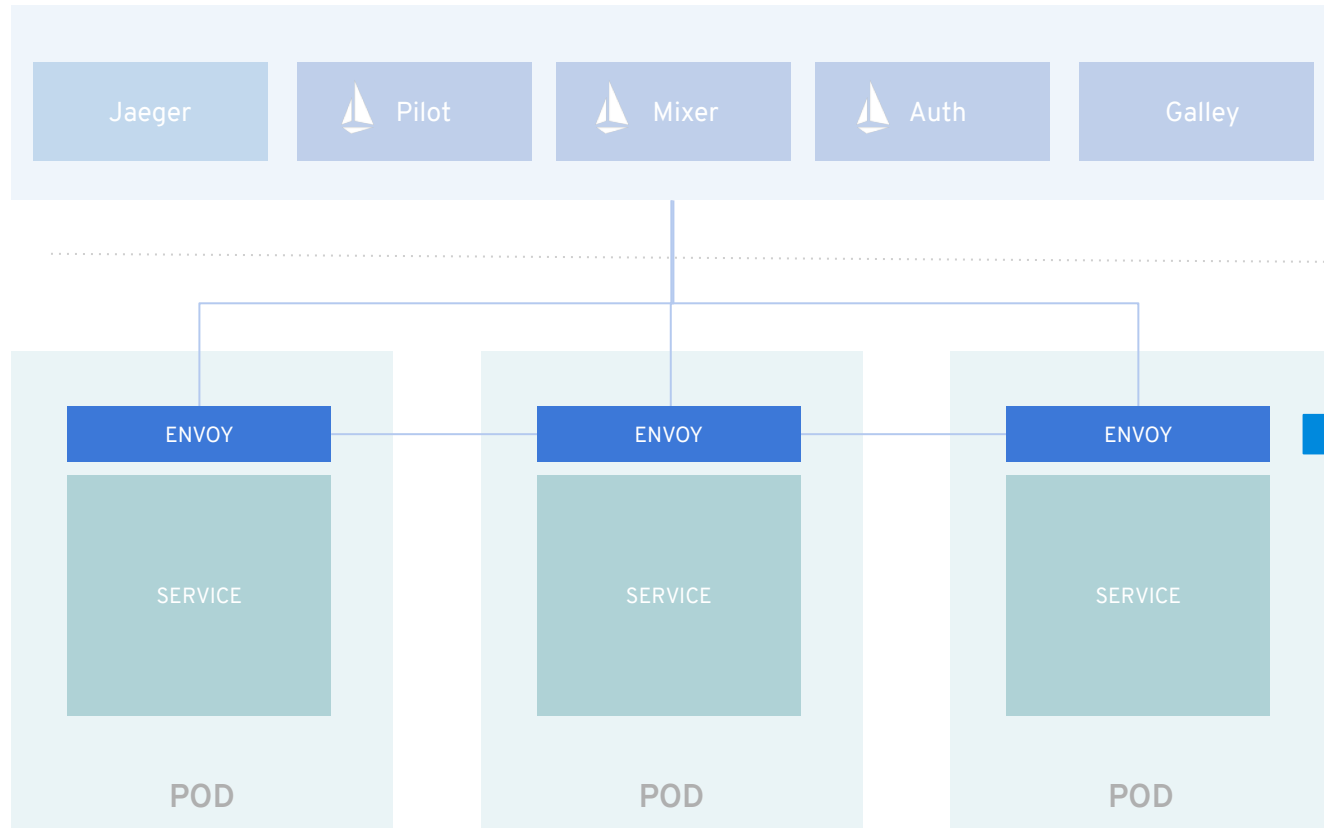 Jaeger
Pilot
Mixer
Auth
Galley
ENVOY
ENVOY
ENVOY
SERVICE
SERVICE
SERVICE
POD
POD
POD